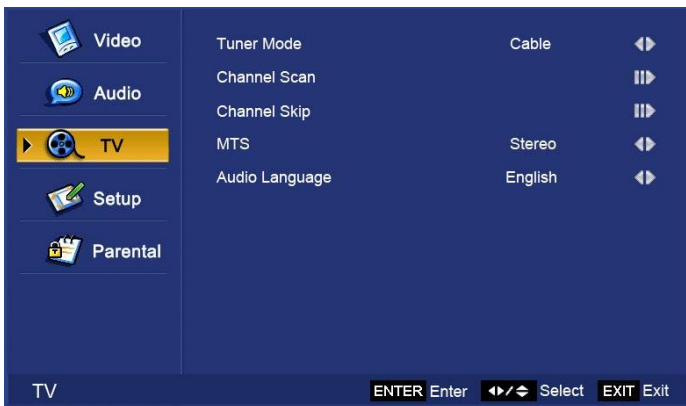 Video
Audio
TV
Setup
Parental
Tuner Mode Cable
Channel Scan
Channel Skip
MTS Stereo
Audio Language English
TV ENTER Enter / Select EXIT Exit